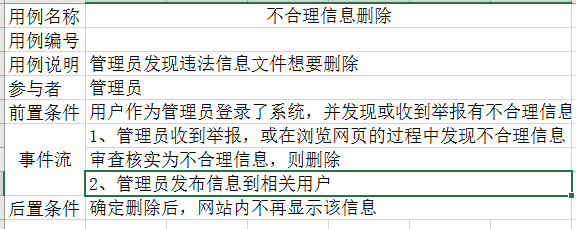 用例名称 不合理信息删除
用例编号
用例说明 管理员发现违法信息文件想要删除
参与者 管理员
前置条件 用户作为管理员登录了系统，并发现或收到举报有不合理信息
事件流 1、管理员收到举报，或在浏览网页的过程中发现不合理信息
审查核实为不合理信息，则删除
2、管理员发布信息到相关用户
后置条件 确定删除后，网站内不再显示该信息